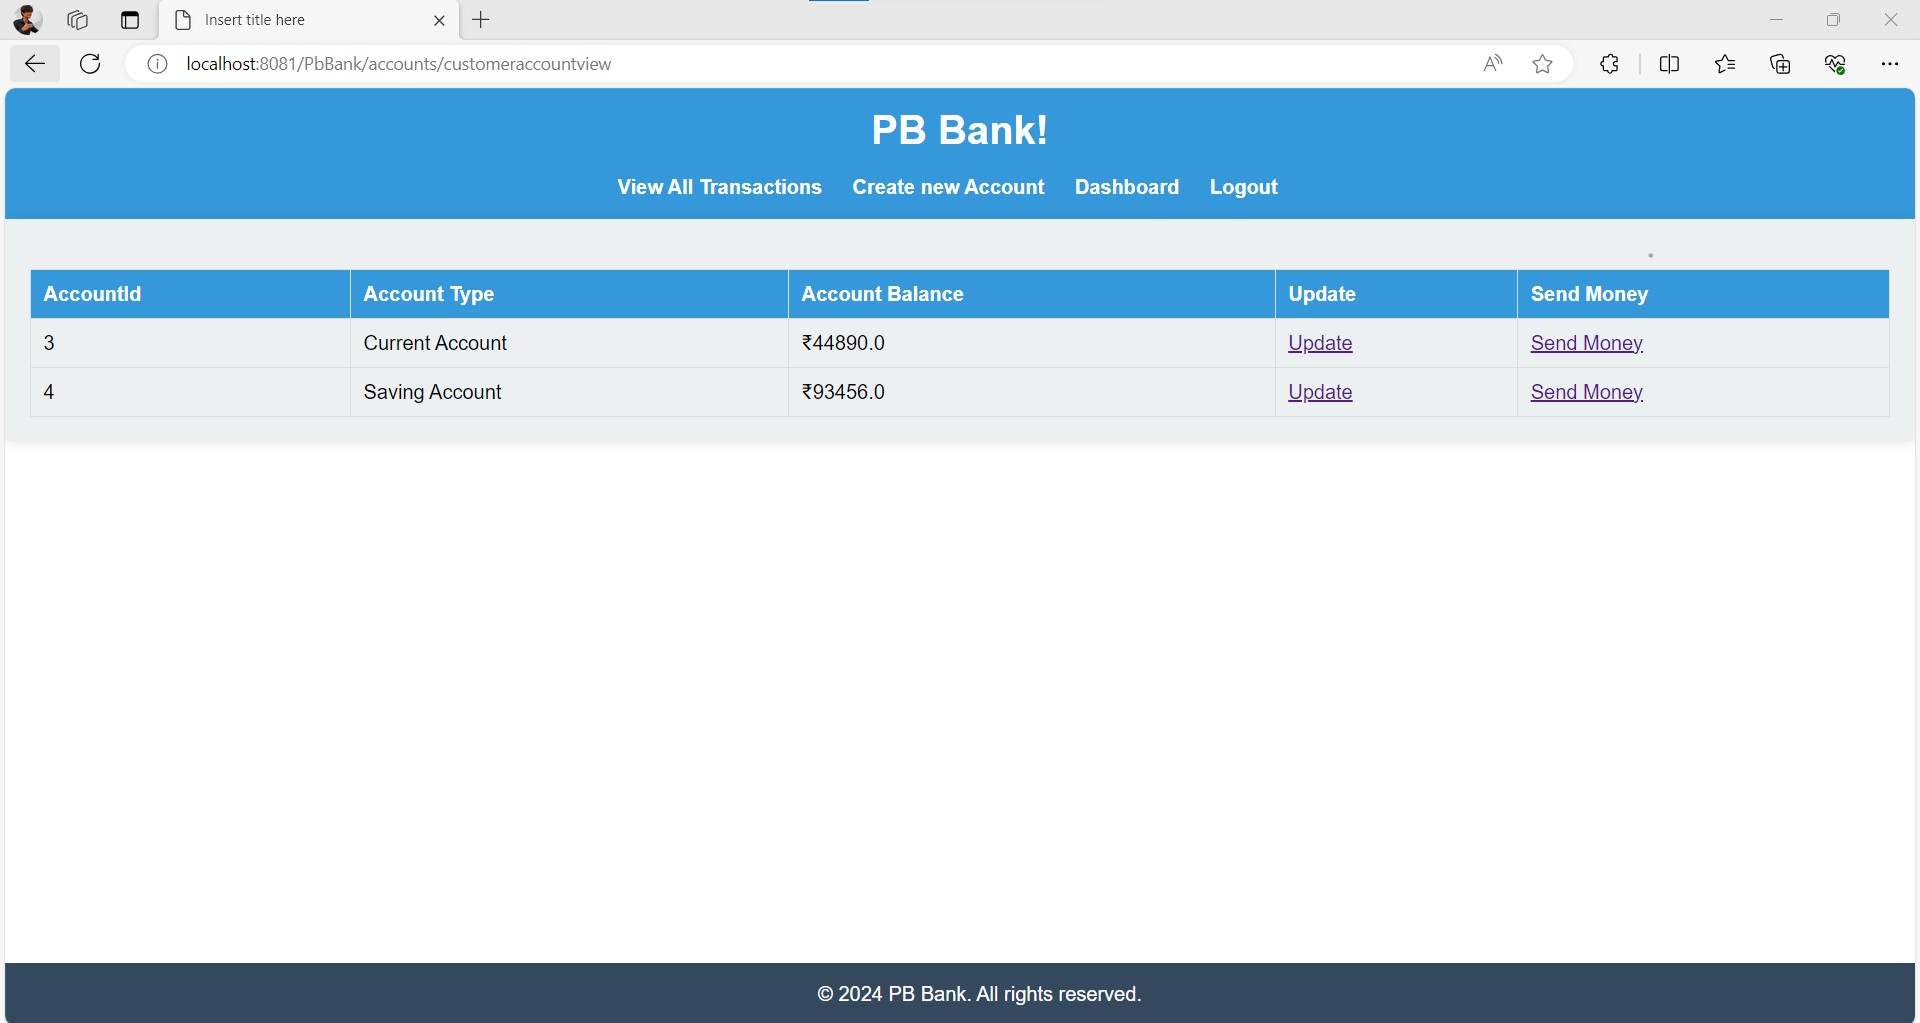 Insert title here
localhost:8081/PbBank/accounts/customeraccountview
PB Bank!
View All Transactions Create new Account Dashboard Logout
AccountId Account Type Account Balance Update Send Money
3 Current Account ₹44890.0 Update Send Money
4 Saving Account ₹93456.0 Update Send Money
© 2024 PB Bank. All rights reserved.